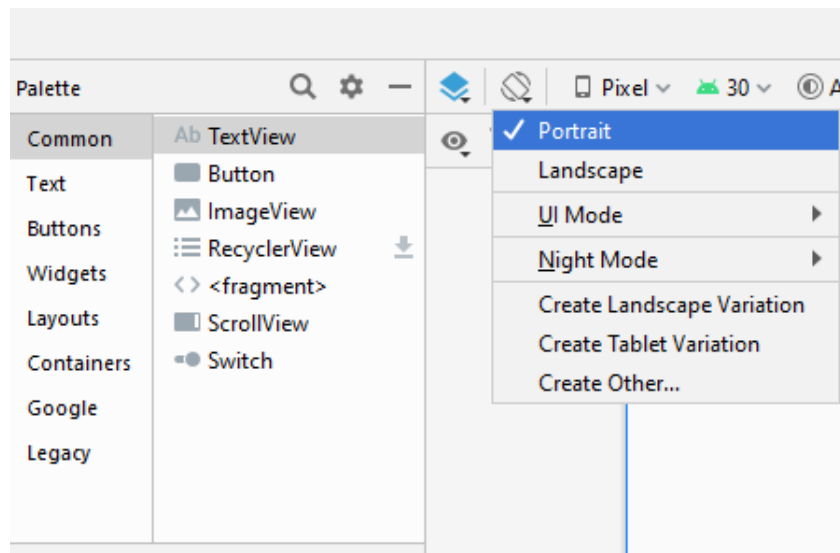 Palette
Pixel
30
A
Common
Text
Buttons
Widgets
Layouts
Containers
Google
Legacy
Ab TextView
Button
ImageView
RecyclerView
<fragment>
ScrollView
Switch
Portrait
Landscape
UI Mode
Night Mode
Create Landscape Variation
Create Tablet Variation
Create Other...